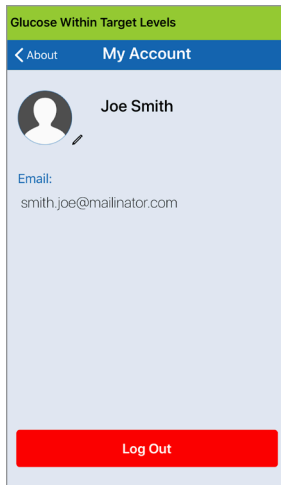 Glucose Within Target Levels
About
My Account
Joe Smith
Email:
smith.joe@mailinator.com
Log Out